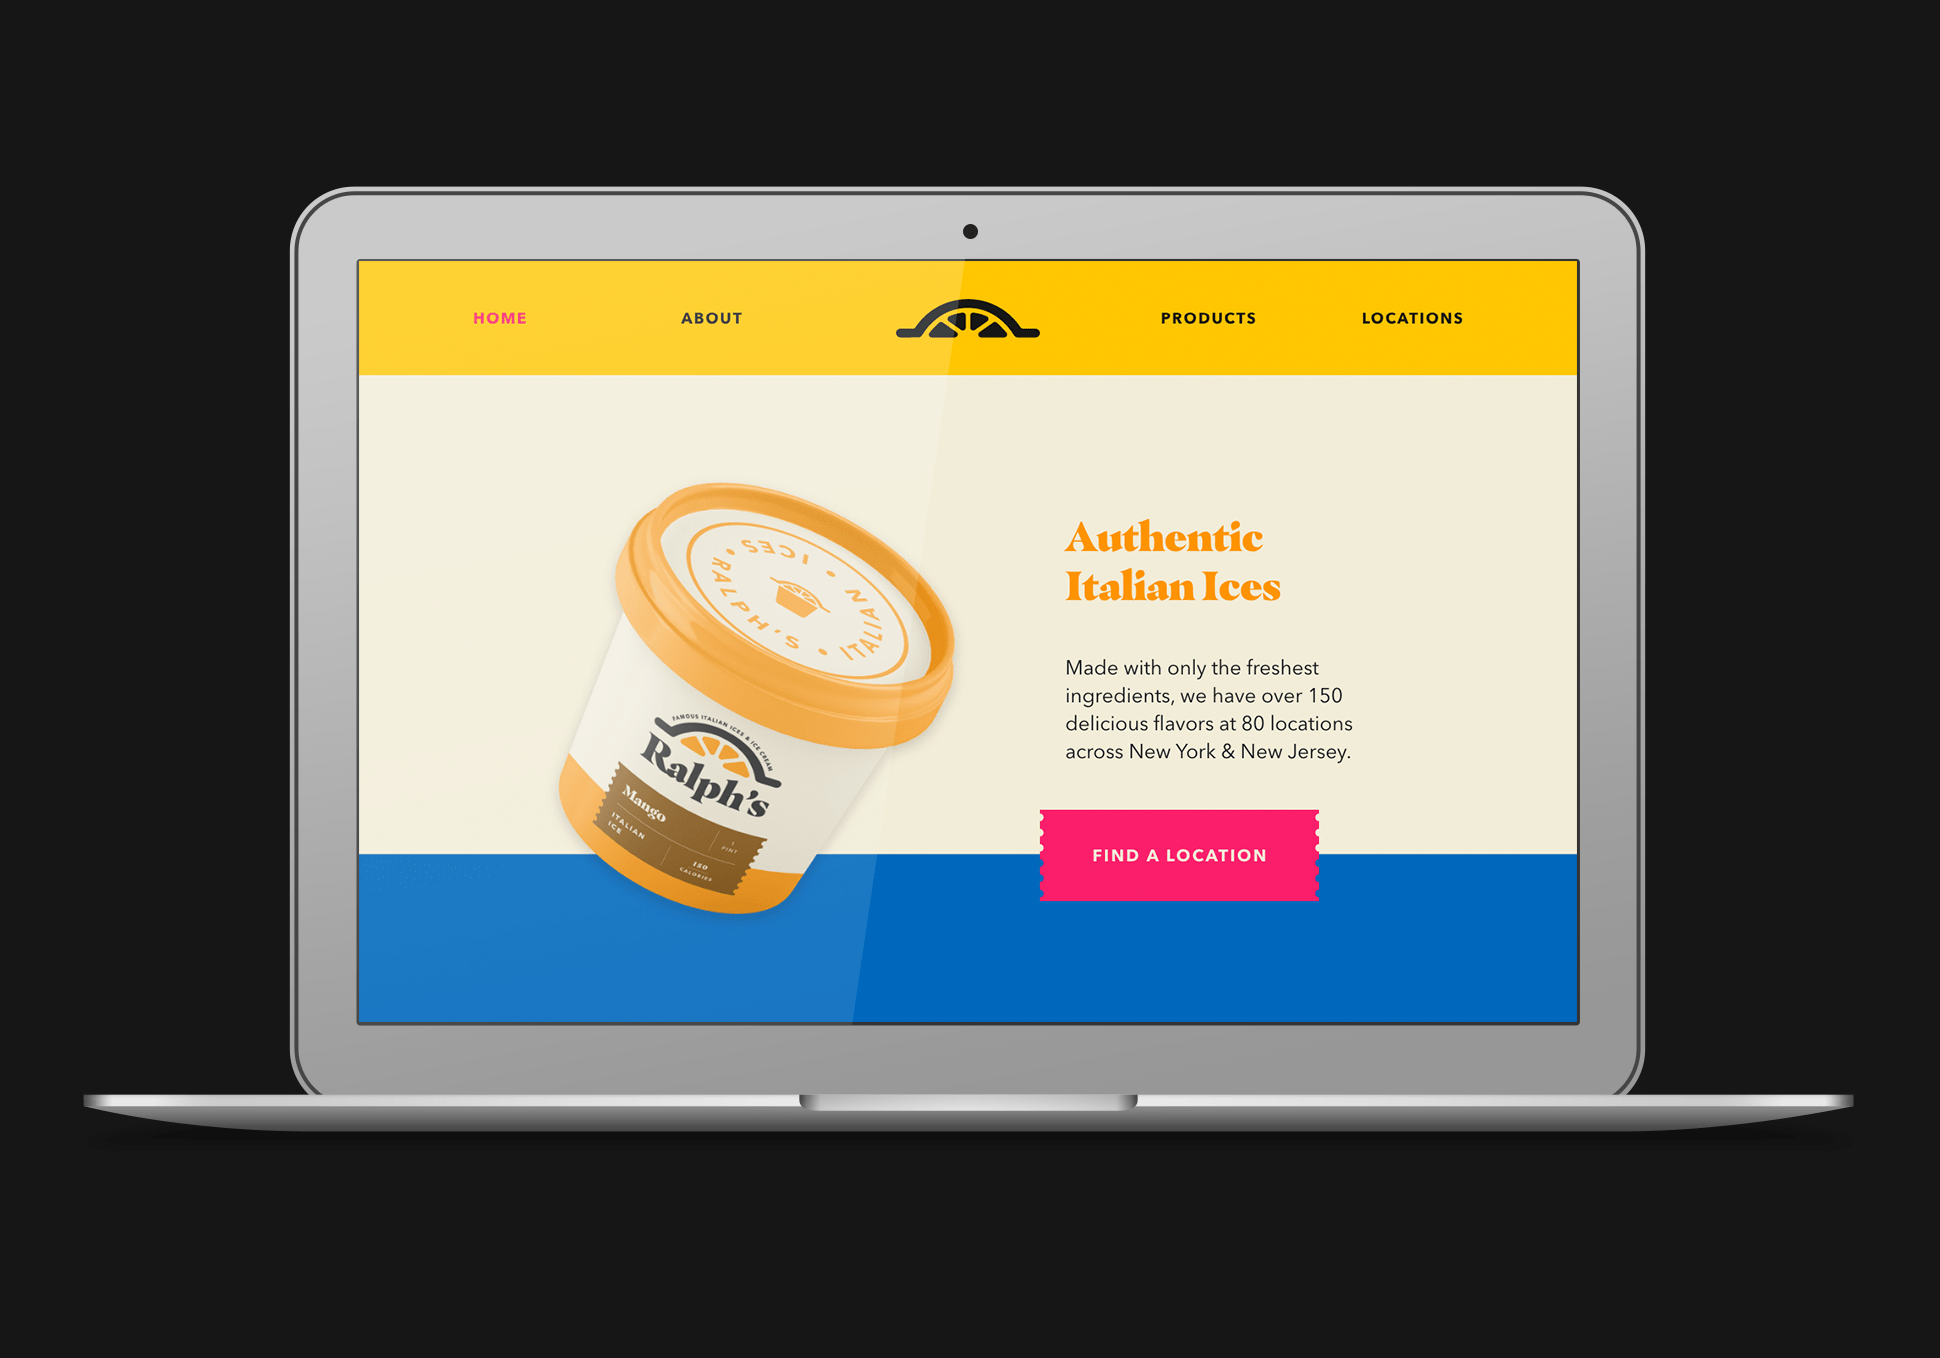 HOME
ABOUT
PRODUCTS
LOCATIONS
RALPH'S • ITALIAN • ICES •
FAMOUS ITALIAN ICES & ICE CREAM
Ralph's
Mango
ITALIAN
ICE
1
PINT
150
CALORIES
Authentic
Italian Ices
Made with only the freshest
ingredients, we have over 150
delicious flavors at 80 locations
across New York & New Jersey.
FIND A LOCATION